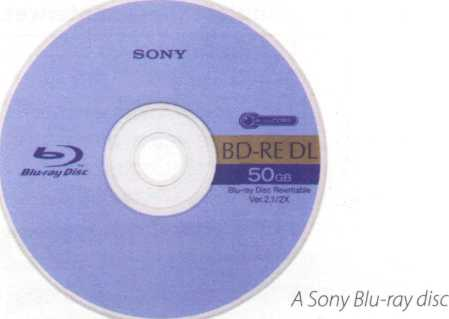 SONY
BD-RE DL
Blu-ray Disc
50GB
Blu-ray Disc Rewritable
Ver.2.1/2X
A Sony Blu-ray disc